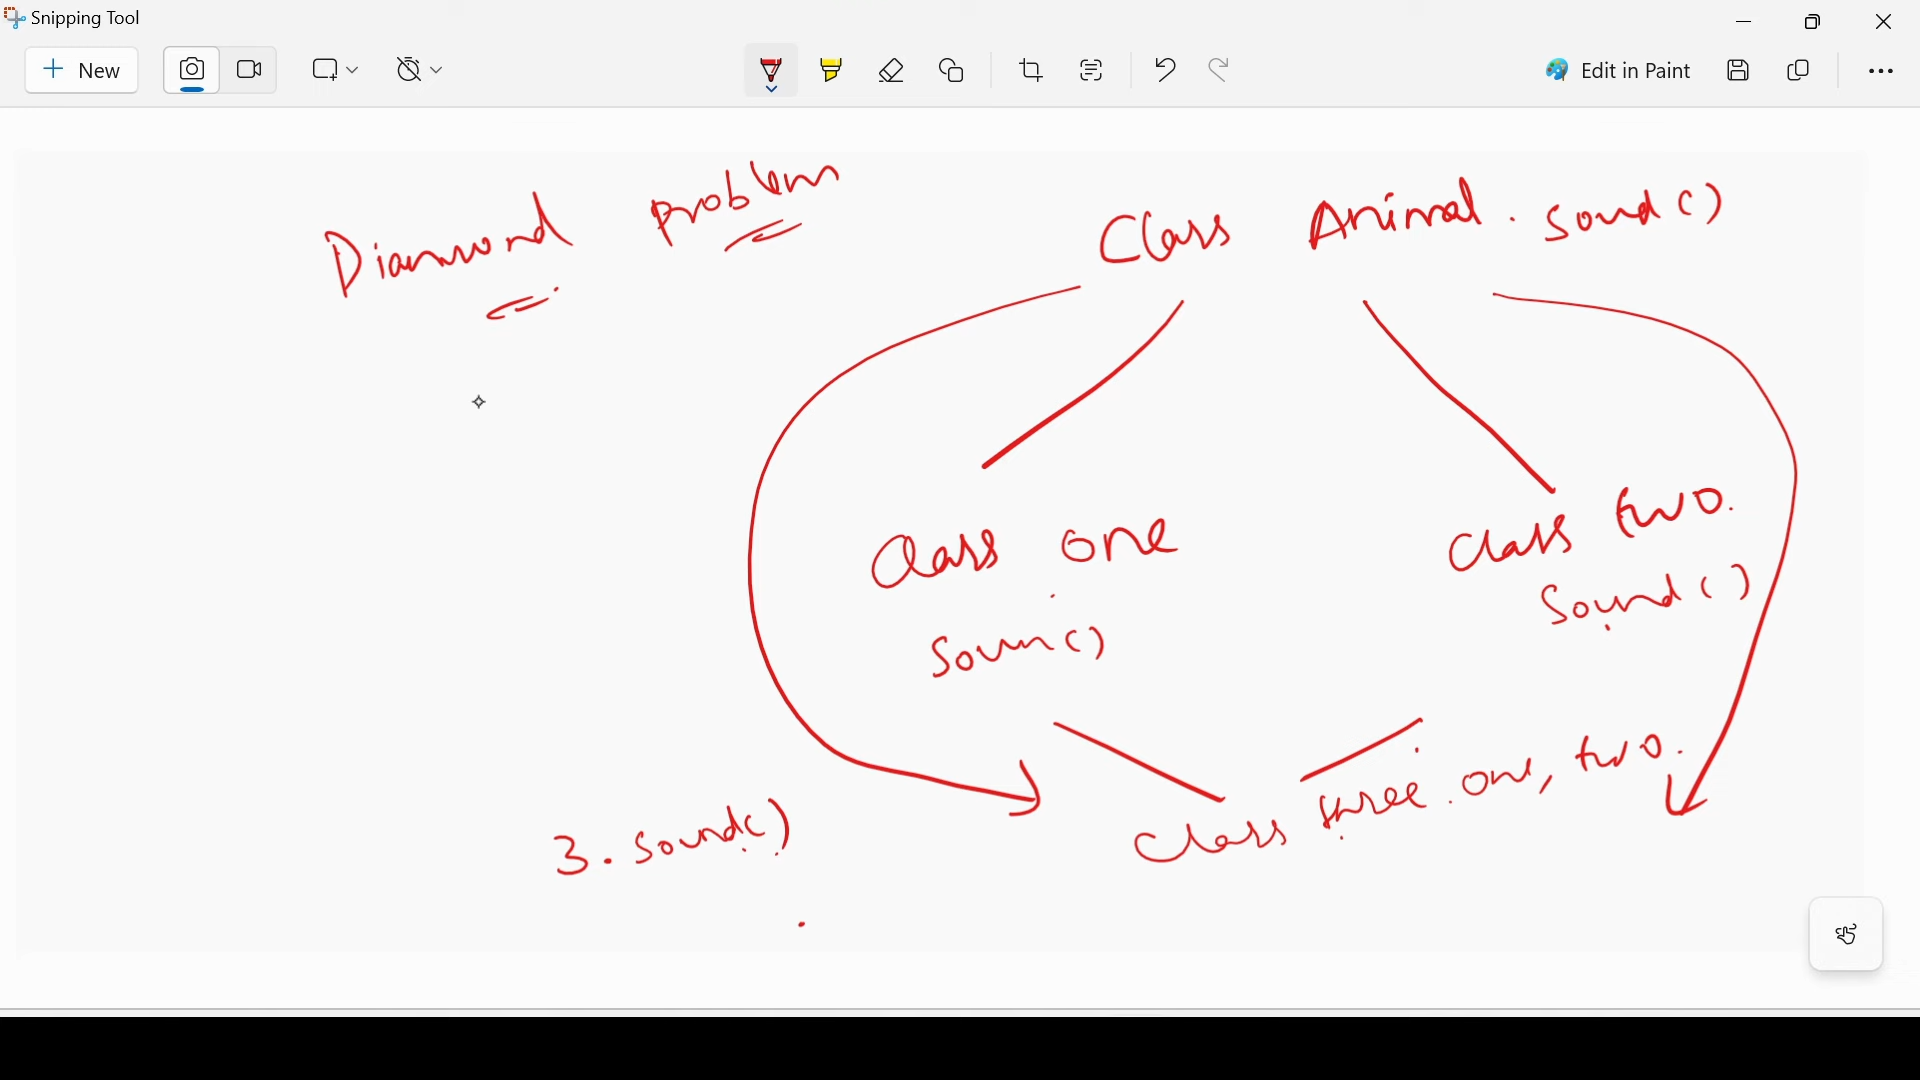 Snipping Tool
New
Edit in Paint
Diamond problem
Class Animal. sound()
Class one
Class two.
Soun()
Sound()
Class three. one, two.
3. Sound()